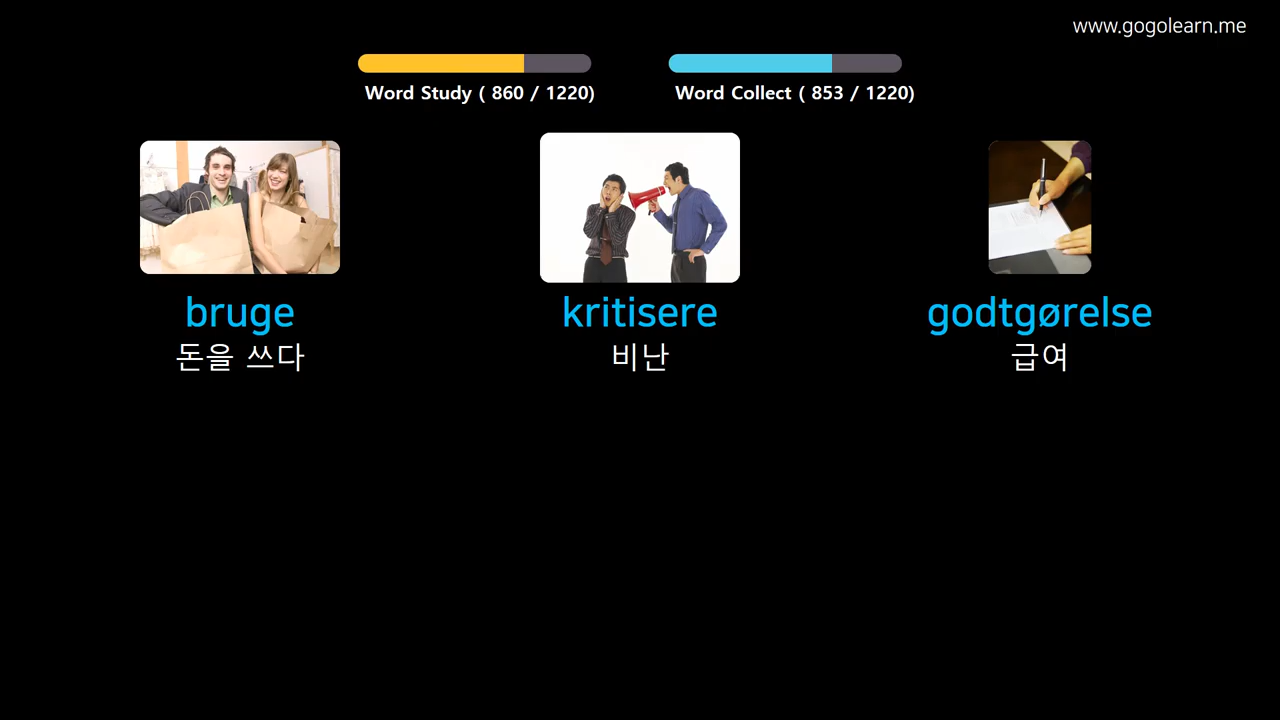 www.gogolearn.me
Word Study ( 860 / 1220)
Word Collect ( 853 / 1220)
bruge
돈을 쓰다
kritisere
비난
godtgørelse
급여